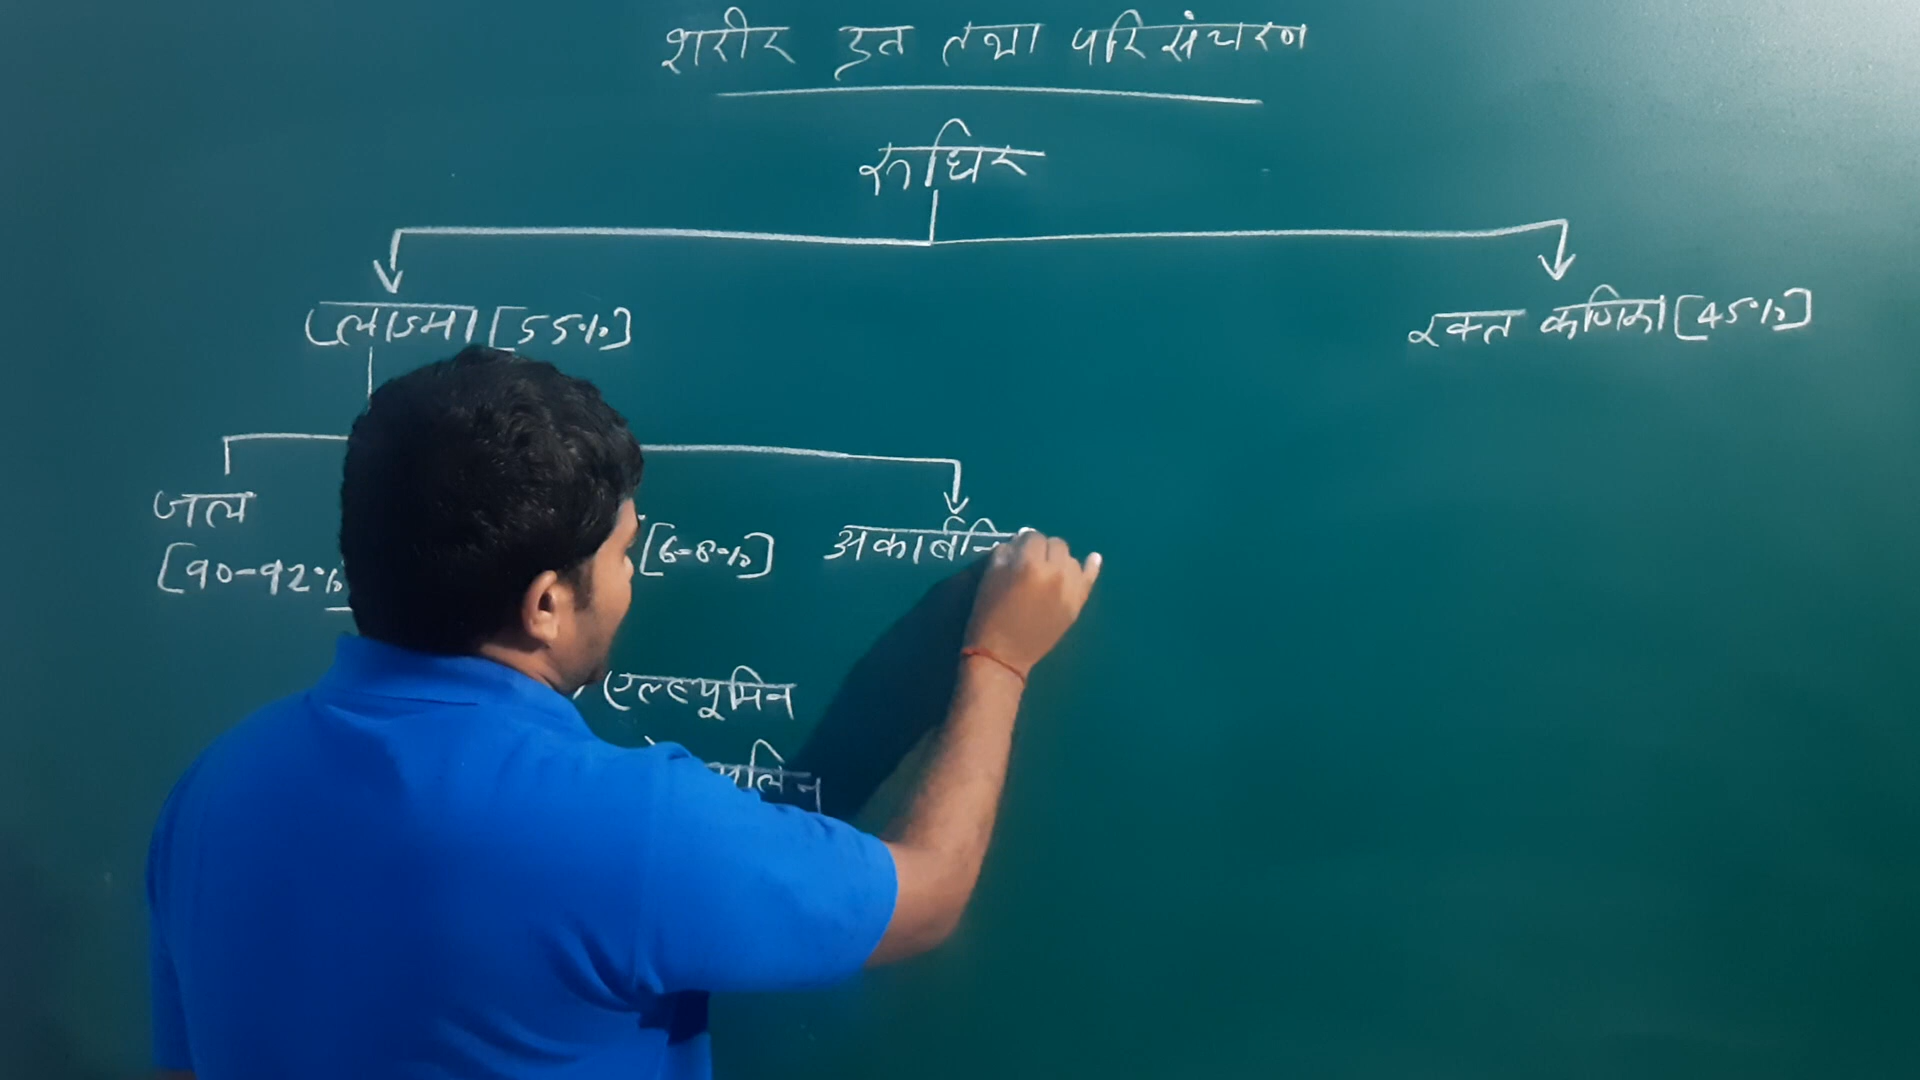 शरीर द्रव तथा परिसंचरण
रुधिर
प्लाज्मा [55%]
रक्त कणिका [45%]
जल
[90-92%
[6-8%]
अकार्बनि
एल्ब्यूमिन
लिन